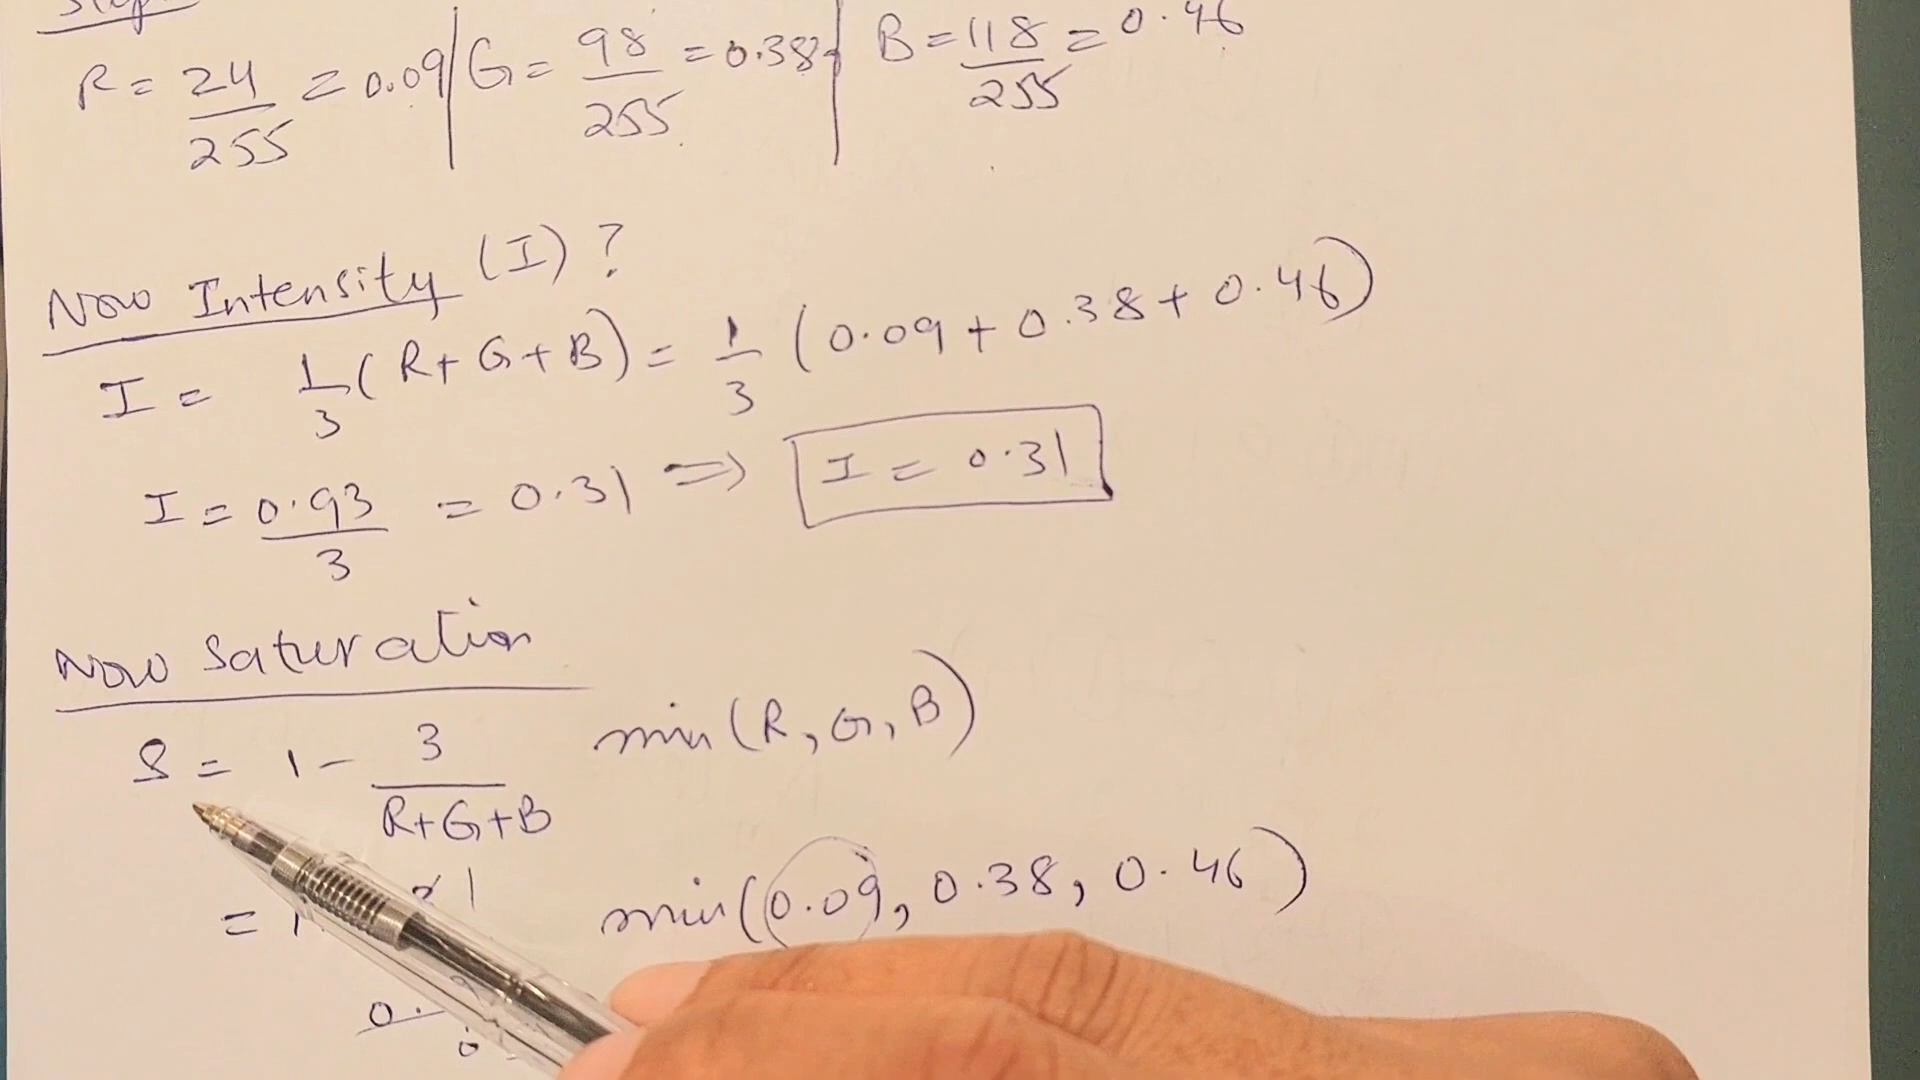 R = 24/255 = 0.09 | G = 98/255 = 0.38 | B = 118/255 = 0.46
Now Intensity (I) ?
I = 1/3 (R+G+B) = 1/3 (0.09 + 0.38 + 0.46)
I = 0.93/3 = 0.31 => I = 0.31
Now Saturation
S = 1 - 3/(R+G+B) min (R, G, B)
= 1 min (0.09, 0.38, 0.46)